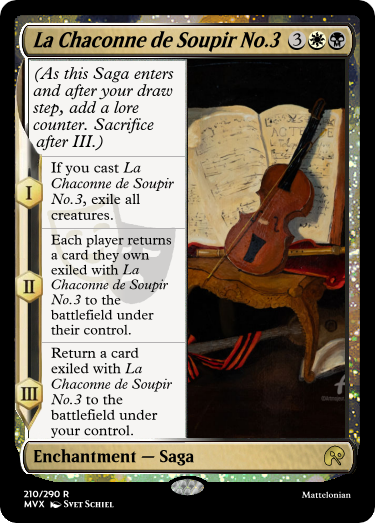 La Chaconne de Soupir No.3 3
(As this Saga enters
and after your draw
step, add a lore
counter. Sacrifice
after III.)
I
If you cast La
Chaconne de Soupir
No.3, exile all
creatures.
II
Each player returns
a card they own
exiled with La
Chaconne de Soupir
No.3 to the
battlefield under
their control.
III
Return a card
exiled with La
Chaconne de Soupir
No.3 to the
battlefield under
your control.
Enchantment — Saga
210/290 R
MVX SVET SCHIEL
Mattelonian